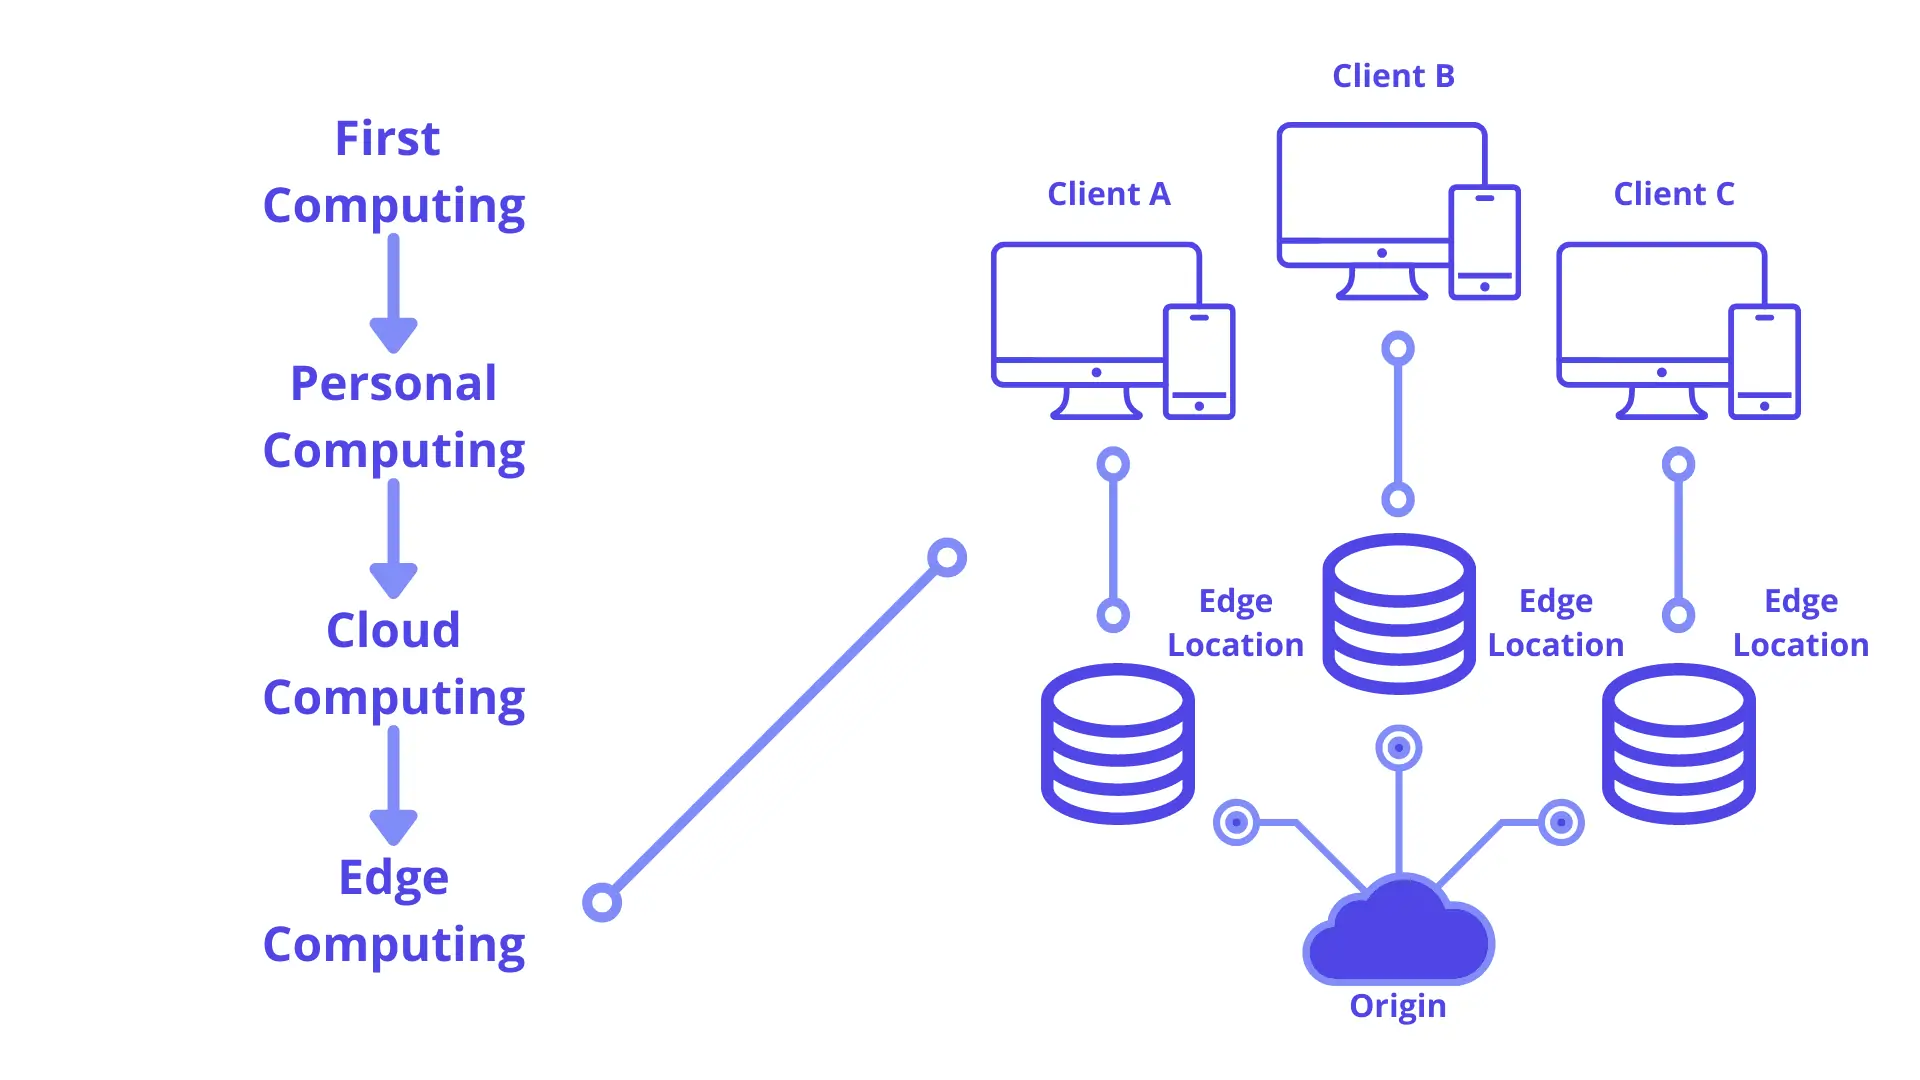 First
Computing
Personal
Computing
Cloud
Computing
Edge
Computing
Client B
Client A
Client C
Edge
Location
Edge
Location
Edge
Location
Origin